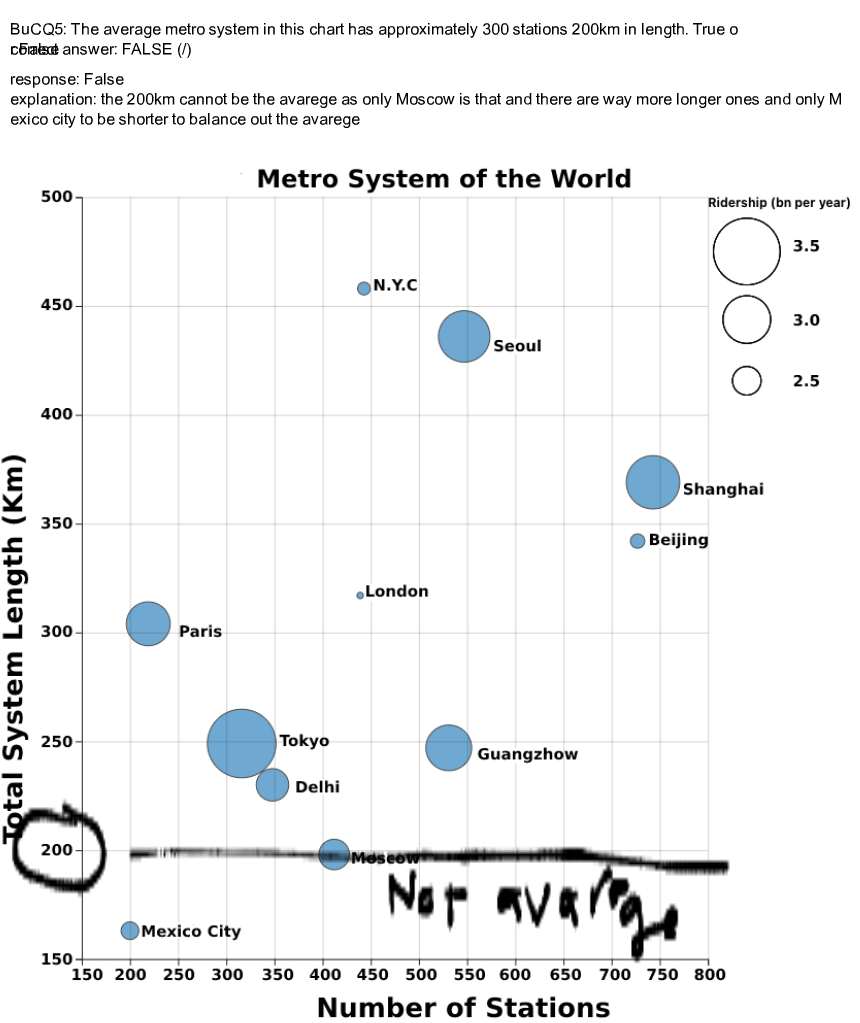 BuCQ5: The average metro system in this chart has approximately 300 stations 200km in length. True o
r False
correct answer: FALSE (/)
response: False
explanation: the 200km cannot be the avarege as only Moscow is that and there are way more longer ones and only M
exico city to be shorter to balance out the avarege
Metro System of the World
Ridership (bn per year)
3.5
3.0
2.5
500
450
400
350
300
250
200
150
Total System Length (Km)
N.Y.C
Seoul
Shanghai
Beijing
London
Paris
Tokyo
Guangzhow
Delhi
Moscow
Not avarege
Mexico City
150 200 250 300 350 400 450 500 550 600 650 700 750 800
Number of Stations